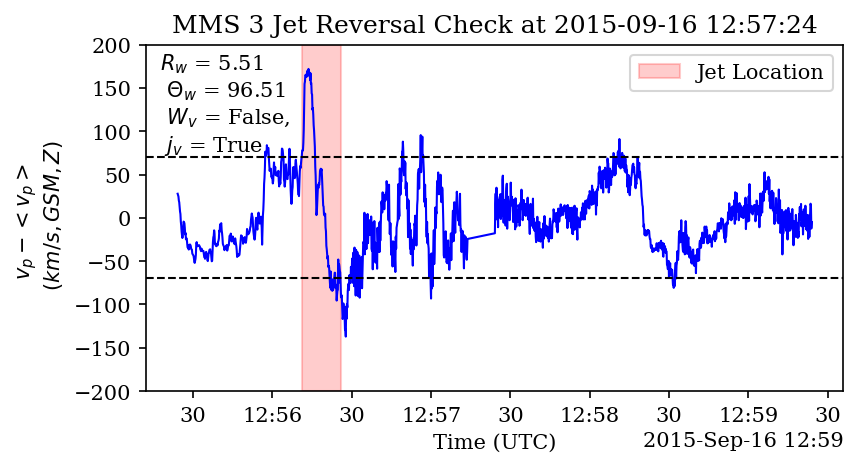 MMS 3 Jet Reversal Check at 2015-09-16 12:57:24
200
150
100
50
0
−50
−100
−150
−200
v_p − < v_p >
(km/s, GSM, Z)
R_w = 5.51
Θ_w = 96.51
W_v = False,
j_v = True
Jet Location
30 12:56 30 12:57 30 12:58 30 12:59 30
Time (UTC)
2015-Sep-16 12:59